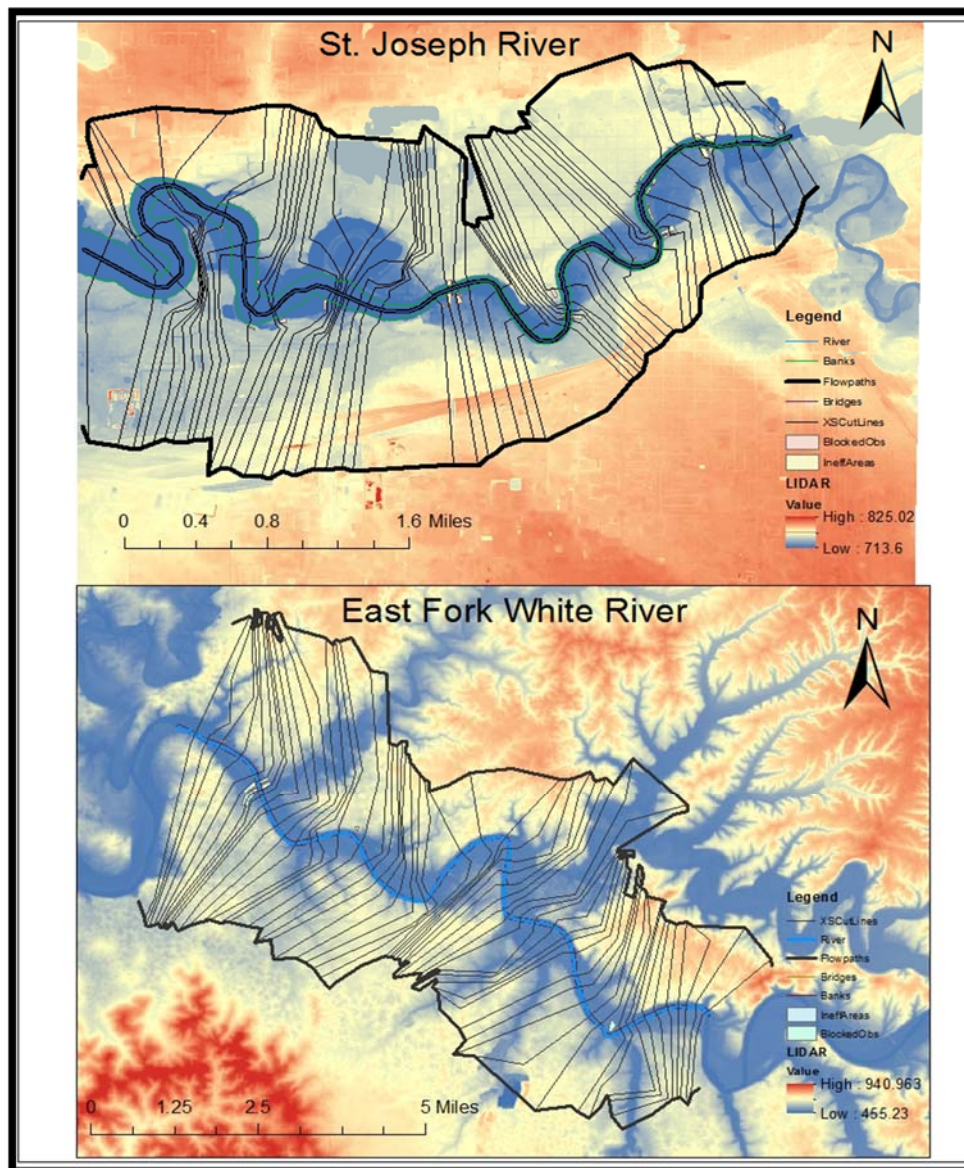 St. Joseph River
N
Legend
River
Banks
Flowpaths
Bridges
XSCutLines
BlockedObs
IneffAreas
LIDAR
Value
High : 825.02
Low : 713.6
0 0.4 0.8 1.6 Miles
East Fork White River
N
Legend
XSCutLines
River
Flowpaths
Bridges
Banks
IneffAreas
BlockedObs
LIDAR
Value
High : 940.963
Low : 455.23
0 1.25 2.5 5 Miles